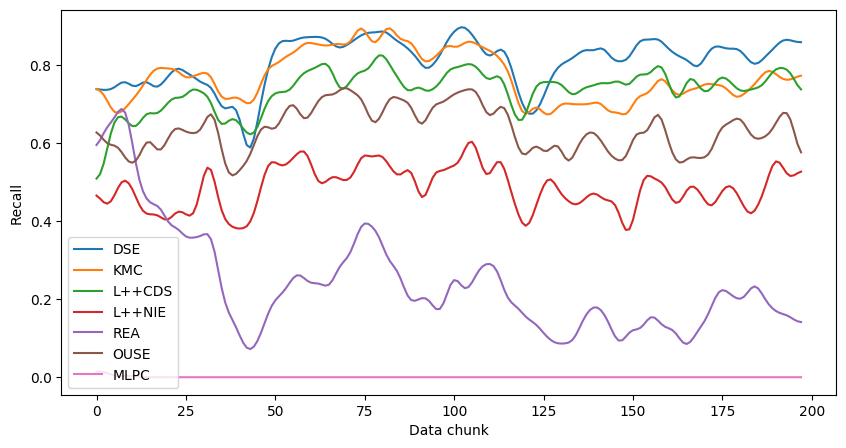 Recall
0.8
0.6
0.4
0.2
0.0
DSE
KMC
L++CDS
L++NIE
REA
OUSE
MLPC
0 25 50 75 100 125 150 175 200
Data chunk